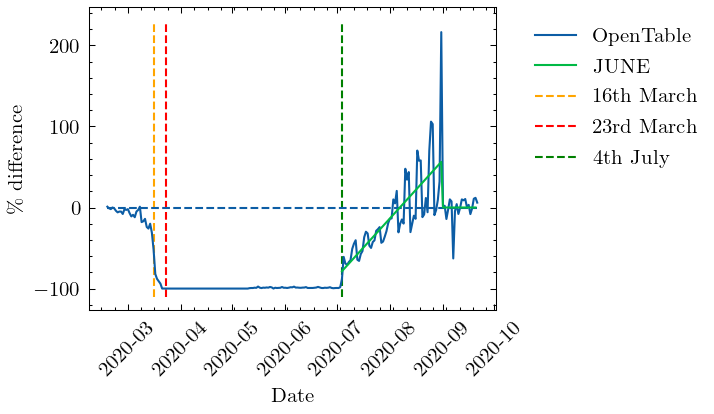 200
100
0
−100
% difference
2020-03
2020-04
2020-05
2020-06
2020-07
2020-08
2020-09
2020-10
Date
OpenTable
JUNE
16th March
23rd March
4th July